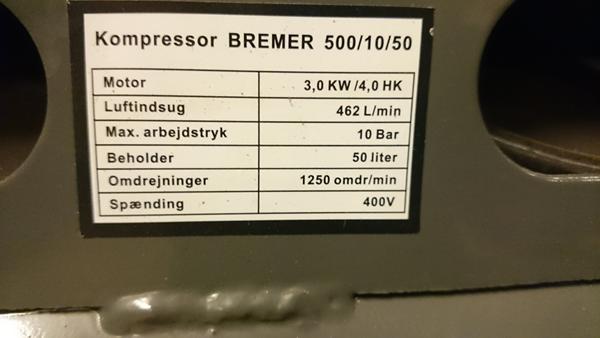 Kompressor BREMER 500/10/50
Motor 3,0 KW /4,0 HK
Luftindsug 462 L/min
Max. arbejdstryk 10 Bar
Beholder 50 liter
Omdrejninger 1250 omdr/min
Spænding 400V